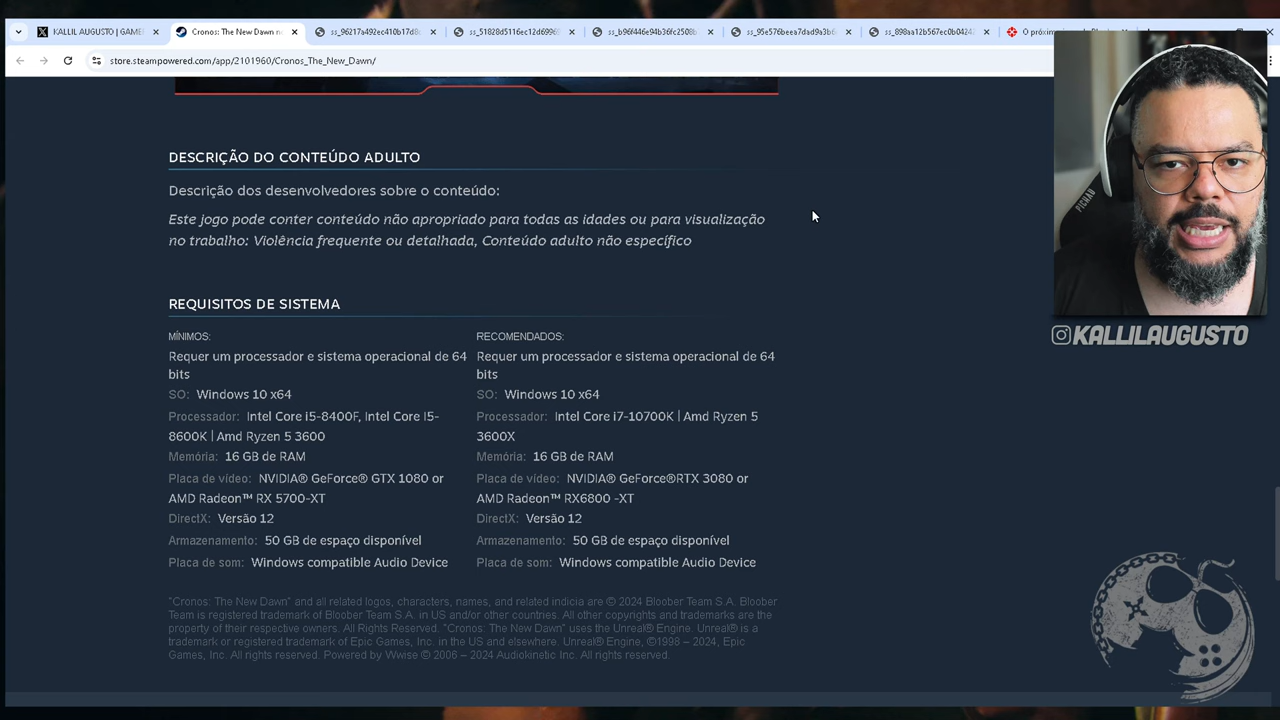 KALLIL AUGUSTO | GAME
Cronos: The New Dawn n
ss_96217a492ec410b17d
ss_51828d5116ec12d699
ss_b96f446e94b36fc2508b
ss_95e576beea7dad9a3b
ss_898aa12b567ec0b042
O próxi
store.steampowered.com/app/2101960/Cronos_The_New_Dawn/
PICHAU
KALLILAUGUSTO
DESCRIÇÃO DO CONTEÚDO ADULTO
Descrição dos desenvolvedores sobre o conteúdo:
Este jogo pode conter conteúdo não apropriado para todas as idades ou para visualização
no trabalho: Violência frequente ou detalhada, Conteúdo adulto não específico
REQUISITOS DE SISTEMA
MÍNIMOS:
Requer um processador e sistema operacional de 64
bits
SO: Windows 10 x64
Processador: Intel Core i5-8400F, Intel Core I5-
8600K | Amd Ryzen 5 3600
Memória: 16 GB de RAM
Placa de vídeo: NVIDIA® GeForce® GTX 1080 or
AMD Radeon™ RX 5700-XT
DirectX: Versão 12
Armazenamento: 50 GB de espaço disponível
Placa de som: Windows compatible Audio Device
RECOMENDADOS:
Requer um processador e sistema operacional de 64
bits
SO: Windows 10 x64
Processador: Intel Core i7-10700K | Amd Ryzen 5
3600X
Memória: 16 GB de RAM
Placa de vídeo: NVIDIA® GeForce®RTX 3080 or
AMD Radeon™ RX6800 -XT
DirectX: Versão 12
Armazenamento: 50 GB de espaço disponível
Placa de som: Windows compatible Audio Device
"Cronos: The New Dawn" and all related logos, characters, names, and related indicia are © 2024 Bloober Team S.A. Bloober
Team is registered trademark of Bloober Team S.A. in US and/or other countries. All other copyrights and trademarks are the
property of their respective owners. All Rights Reserved. "Cronos: The New Dawn" uses the Unreal® Engine. Unreal® is a
trademark or registered trademark of Epic Games, Inc. in the US and elsewhere. Unreal® Engine, ©1998 – 2024, Epic
Games, Inc. All rights reserved. Powered by Wwise © 2006 – 2024 Audiokinetic Inc. All rights reserved.